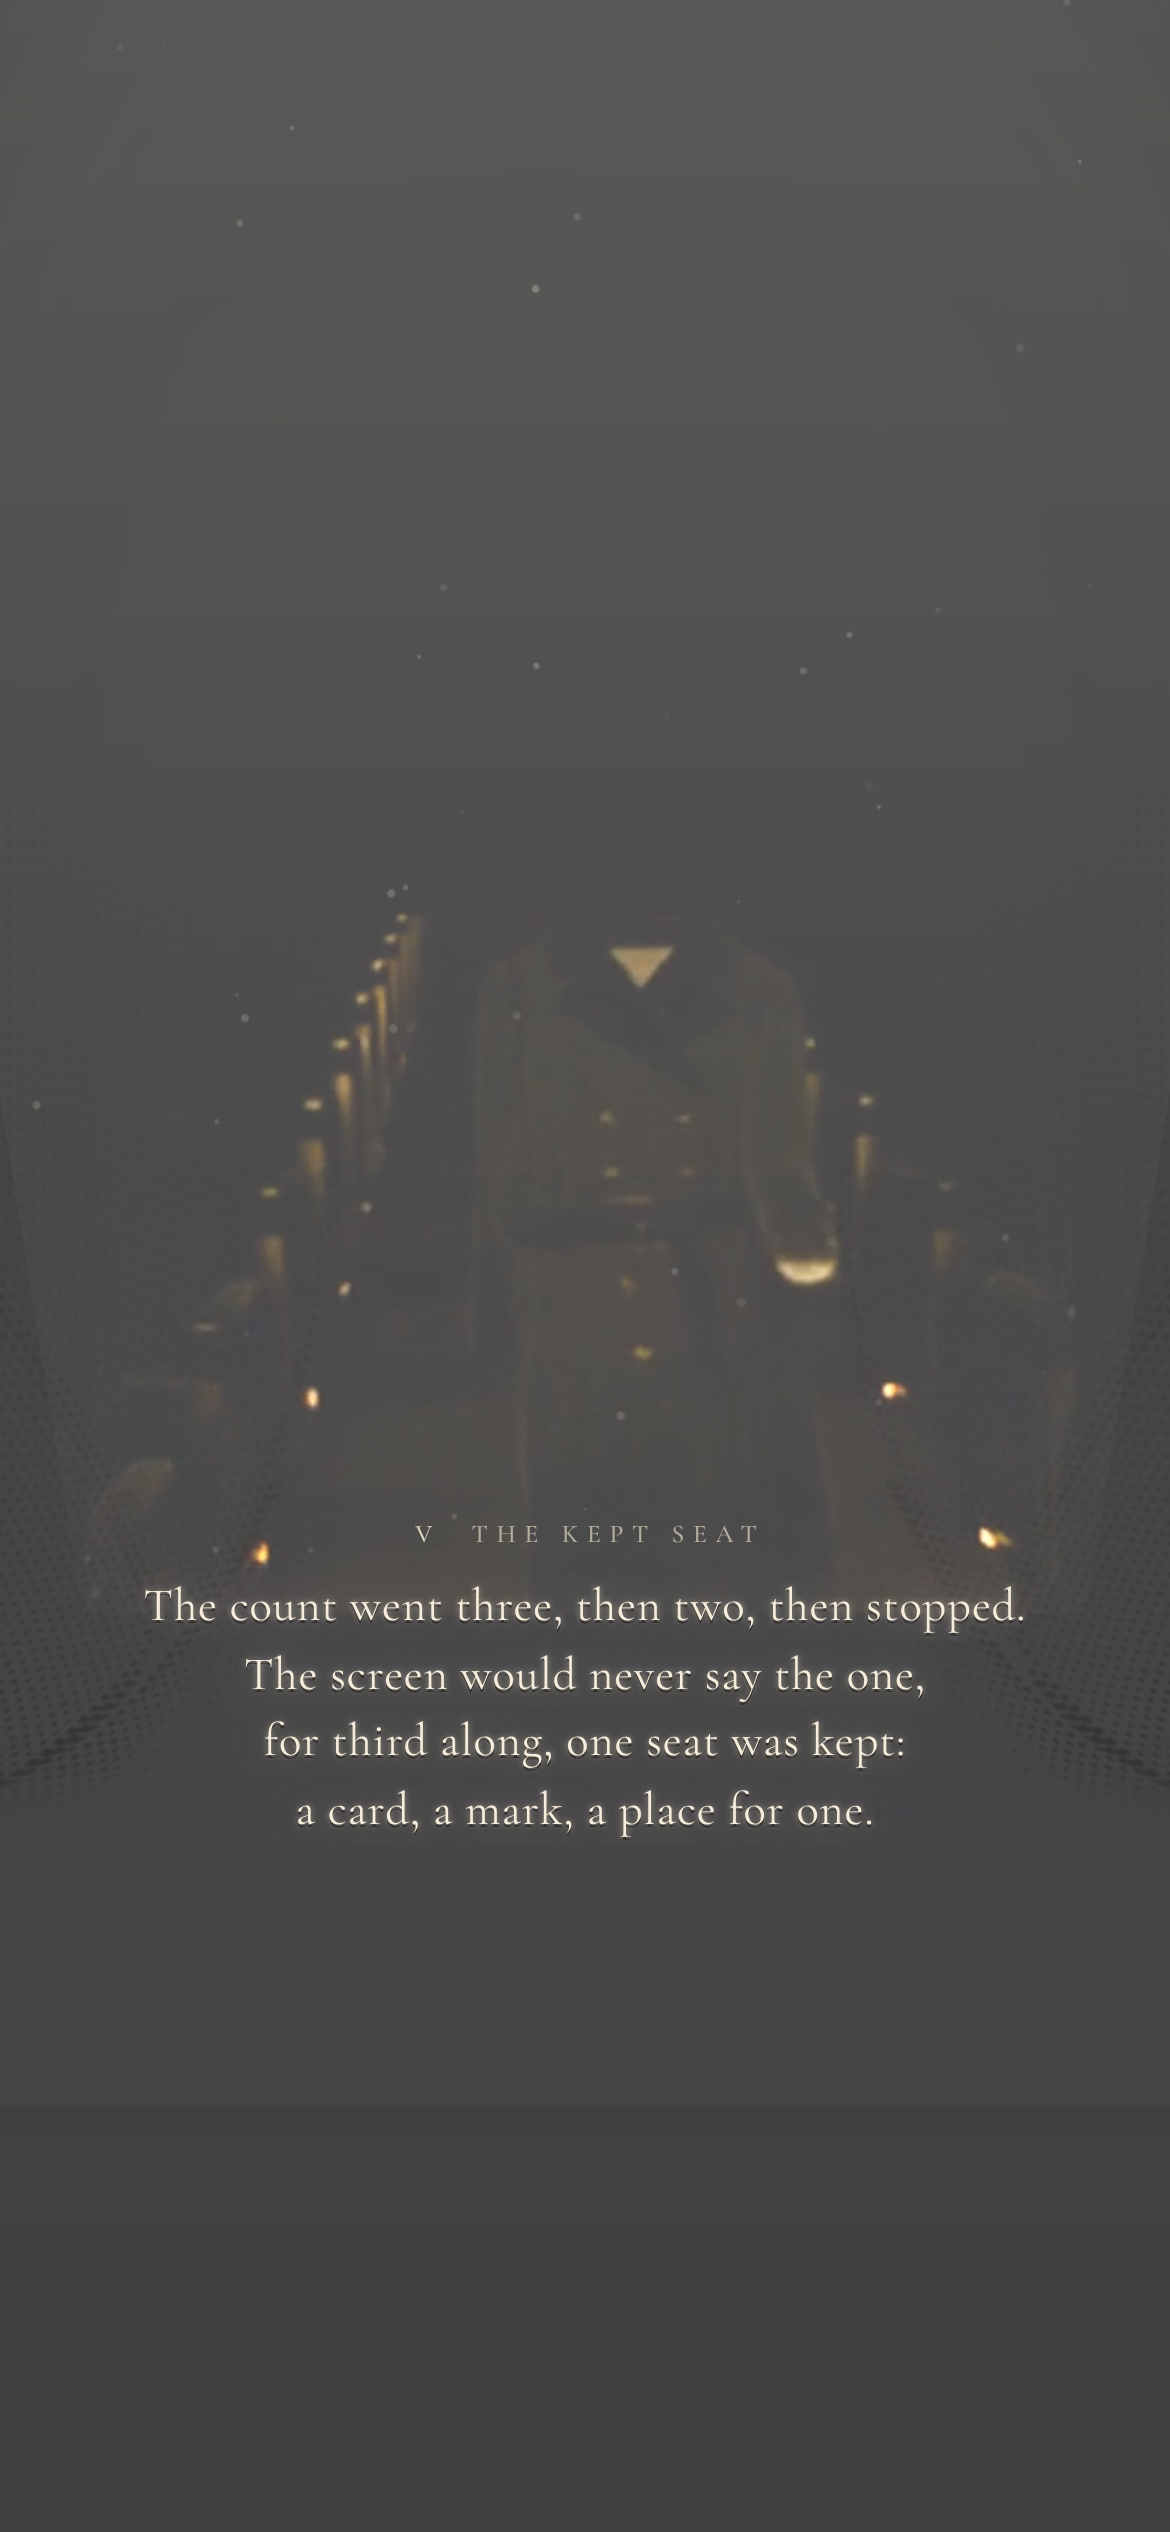 V THE KEPT SEAT
The count went three, then two, then stopped.
The screen would never say the one,
for third along, one seat was kept:
a card, a mark, a place for one.